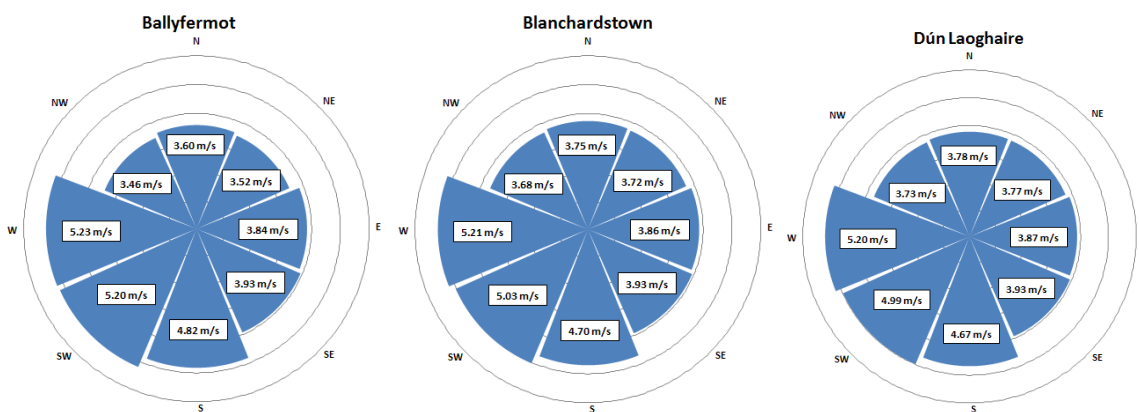 Ballyfermot
N
NW
NE
3.60 m/s
3.46 m/s
3.52 m/s
W
5.23 m/s
3.84 m/s
E
5.20 m/s
3.93 m/s
4.82 m/s
SW
SE
S
Blanchardstown
N
NW
NE
3.75 m/s
3.68 m/s
3.72 m/s
W
5.21 m/s
3.86 m/s
E
5.03 m/s
3.93 m/s
4.70 m/s
SW
SE
S
Dún Laoghaire
N
NW
NE
3.78 m/s
3.73 m/s
3.77 m/s
W
5.20 m/s
3.87 m/s
E
4.99 m/s
3.93 m/s
4.67 m/s
SW
SE
S